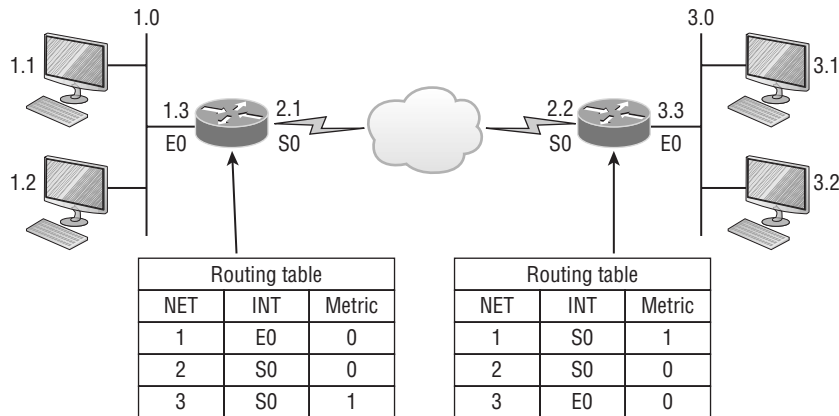 1.0
3.0
1.1
3.1
1.3
2.1
2.2
3.3
E0
S0
S0
E0
1.2
3.2
Routing table
NET INT Metric
1 E0 0
2 S0 0
3 S0 1
Routing table
NET INT Metric
1 S0 1
2 S0 0
3 E0 0